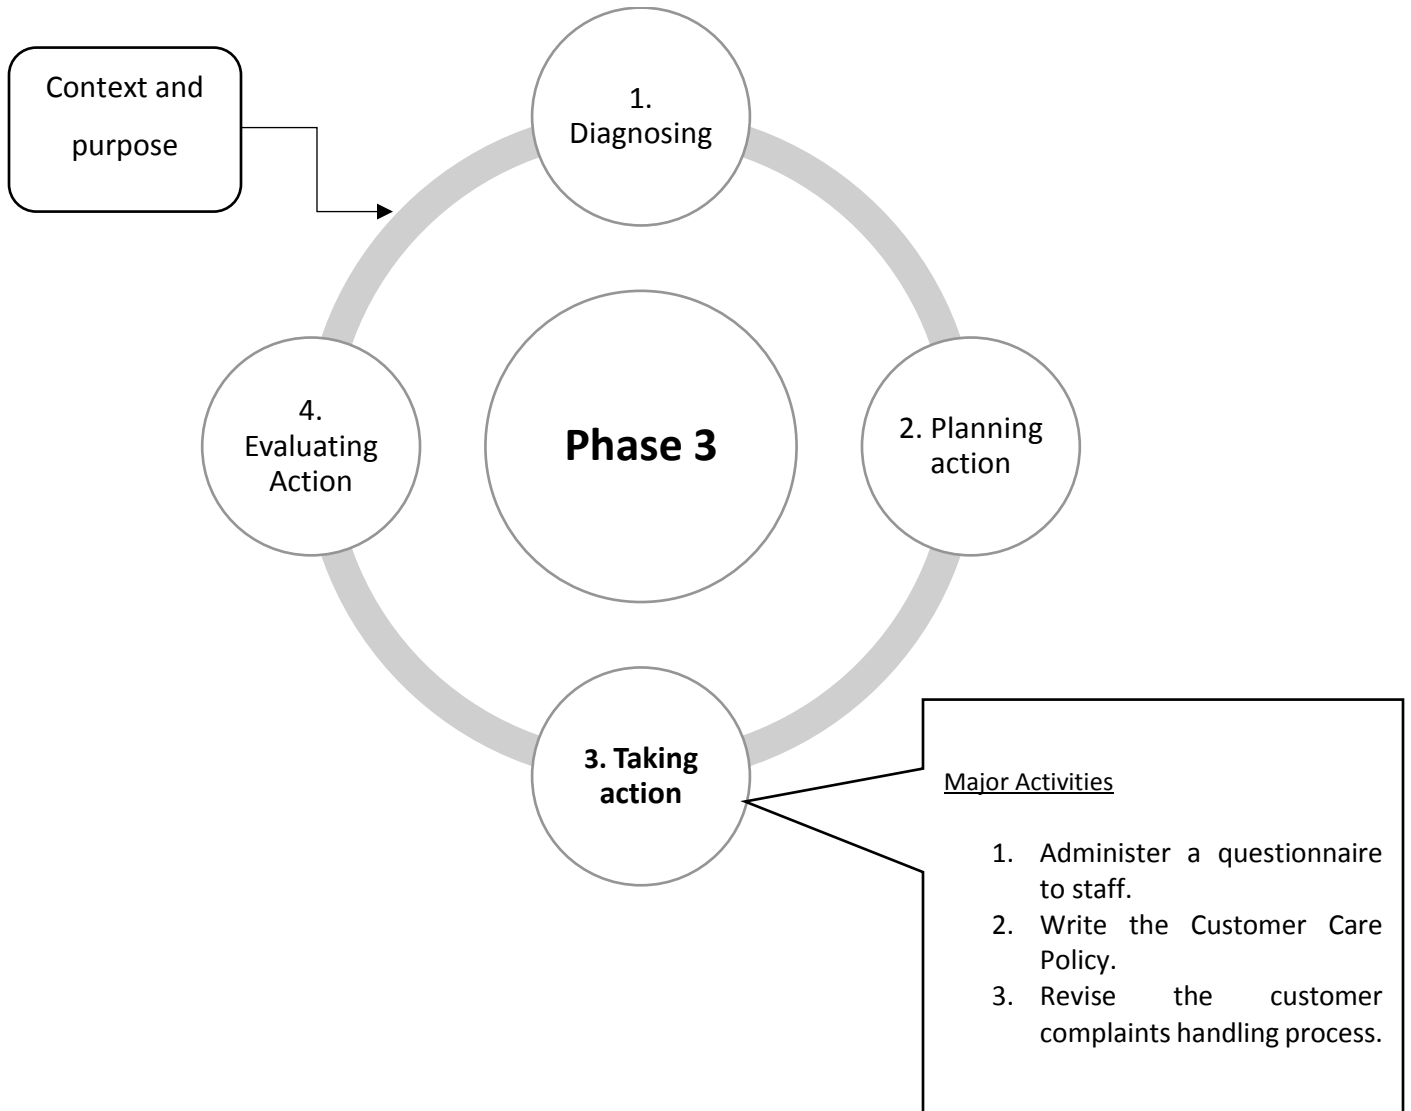 Context and
purpose
1.
Diagnosing
2. Planning
action
3. Taking
action
4.
Evaluating
Action
Phase 3
Major Activities
1. Administer a questionnaire
to staff.
2. Write the Customer Care
Policy.
3. Revise the customer
complaints handling process.